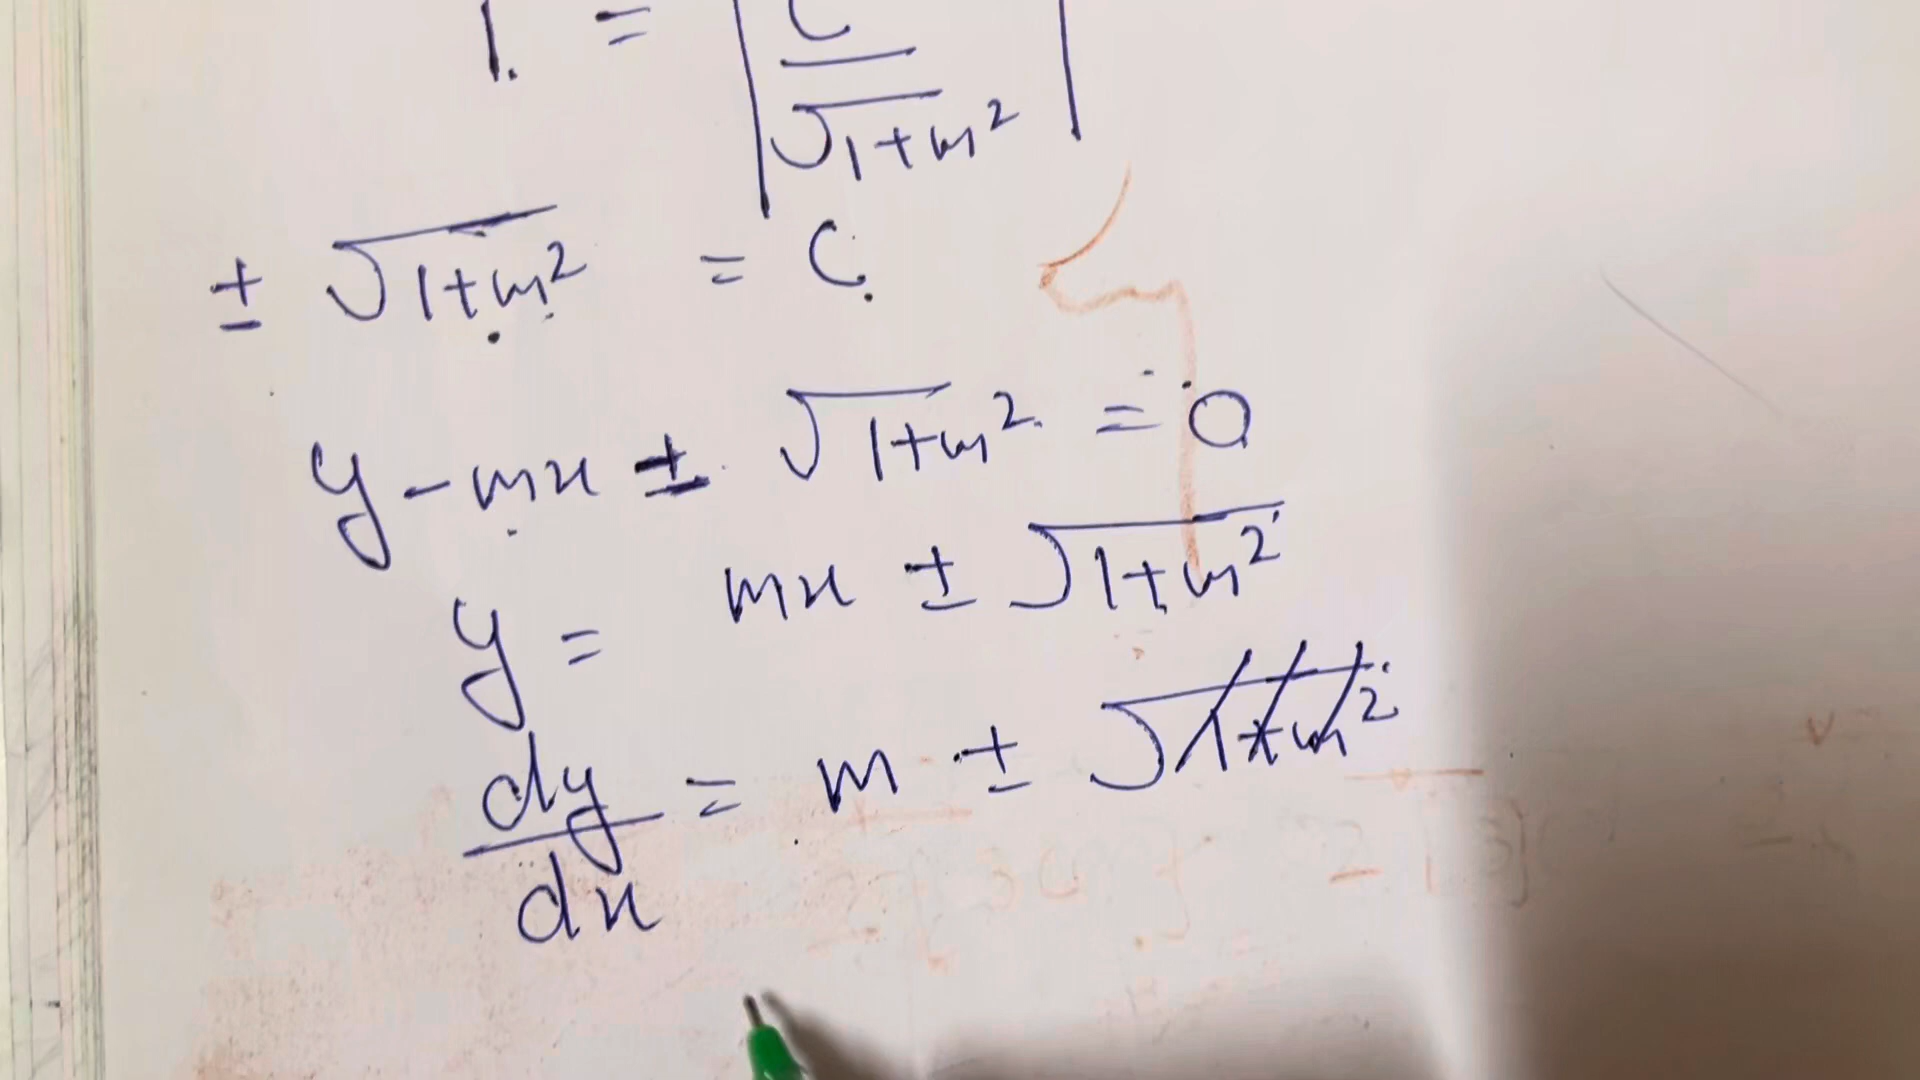 1. = | C / √1+m² |
± √1+m² = C.
y - mx ± √1+m² = 0
y = mx ± √1+m²
dy/dx = m ± √1+m²